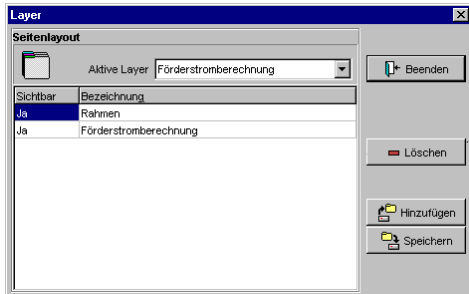 Layer
Seitenlayout
Aktive Layer Förderstromberechnung
Beenden
Sichtbar Bezeichnung
Ja Rahmen
Ja Förderstromberechnung
Löschen
Hinzufügen
Speichern